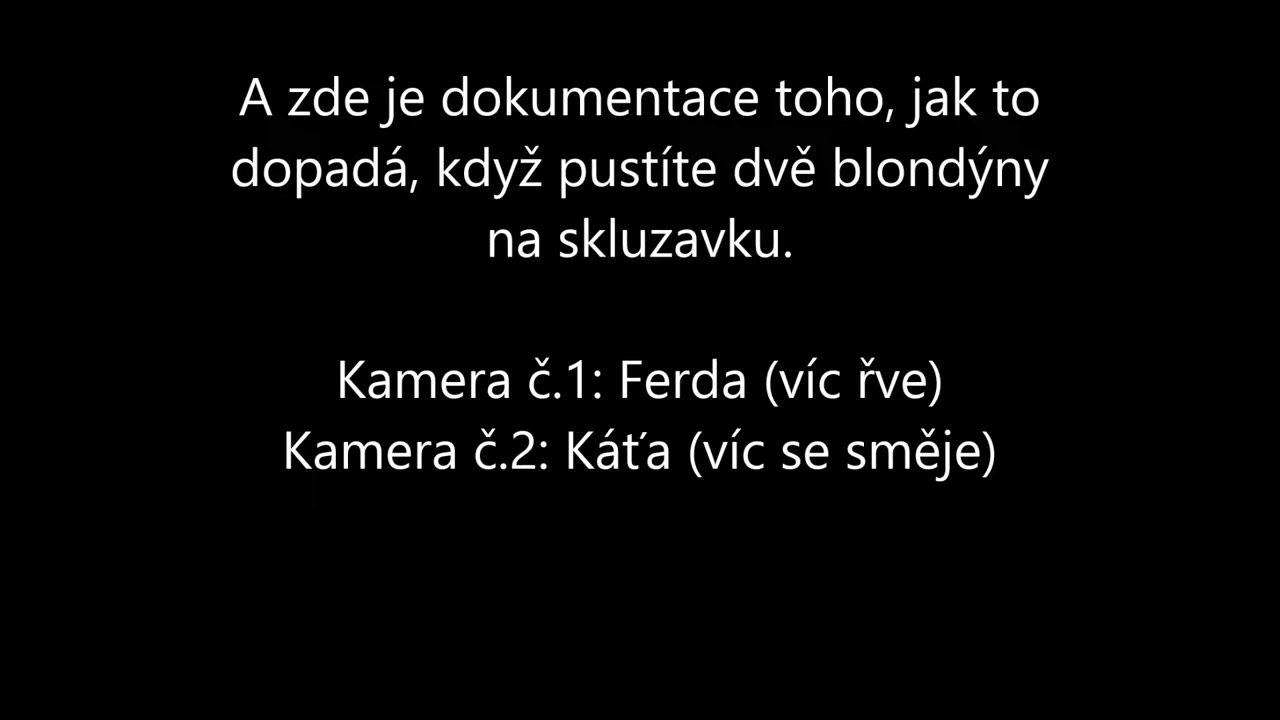 A zde je dokumentace toho, jak to
dopadá, když pustíte dvě blondýny
na skluzavku.
Kamera č.1: Ferda (víc řve)
Kamera č.2: Káťa (víc se směje)